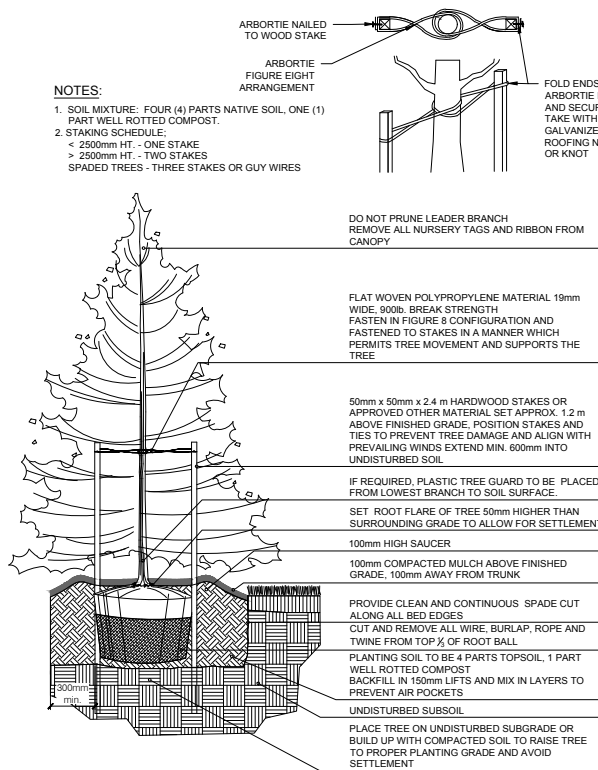 ARBORTIE NAILED
TO WOOD STAKE
ARBORTIE
FIGURE EIGHT
ARRANGEMENT
FOLD ENDS
ARBORTIE
AND SECUR
TAKE WITH
GALVANIZE
ROOFING N
OR KNOT
NOTES:
1. SOIL MIXTURE: FOUR (4) PARTS NATIVE SOIL, ONE (1)
PART WELL ROTTED COMPOST.
2. STAKING SCHEDULE;
< 2500mm HT. - ONE STAKE
> 2500mm HT. - TWO STAKES
SPADED TREES - THREE STAKES OR GUY WIRES
DO NOT PRUNE LEADER BRANCH
REMOVE ALL NURSERY TAGS AND RIBBON FROM
CANOPY
FLAT WOVEN POLYPROPYLENE MATERIAL 19mm
WIDE, 900lb. BREAK STRENGTH
FASTEN IN FIGURE 8 CONFIGURATION AND
FASTENED TO STAKES IN A MANNER WHICH
PERMITS TREE MOVEMENT AND SUPPORTS THE
TREE
50mm x 50mm x 2.4 m HARDWOOD STAKES OR
APPROVED OTHER MATERIAL SET APPROX. 1.2 m
ABOVE FINISHED GRADE, POSITION STAKES AND
TIES TO PREVENT TREE DAMAGE AND ALIGN WITH
PREVAILING WINDS EXTEND MIN. 600mm INTO
UNDISTURBED SOIL
IF REQUIRED, PLASTIC TREE GUARD TO BE PLACED
FROM LOWEST BRANCH TO SOIL SURFACE.
SET ROOT FLARE OF TREE 50mm HIGHER THAN
SURROUNDING GRADE TO ALLOW FOR SETTLEMENT
100mm HIGH SAUCER
100mm COMPACTED MULCH ABOVE FINISHED
GRADE, 100mm AWAY FROM TRUNK
PROVIDE CLEAN AND CONTINUOUS SPADE CUT
ALONG ALL BED EDGES
CUT AND REMOVE ALL WIRE, BURLAP, ROPE AND
TWINE FROM TOP OF ROOT BALL
PLANTING SOIL TO BE 4 PARTS TOPSOIL, 1 PART
WELL ROTTED COMPOST
BACKFILL IN 150mm LIFTS AND MIX IN LAYERS TO
PREVENT AIR POCKETS
UNDISTURBED SUBSOIL
PLACE TREE ON UNDISTURBED SUBGRADE OR
BUILD UP WITH COMPACTED SOIL TO RAISE TREE
TO PROPER PLANTING GRADE AND AVOID
SETTLEMENT
300mm
min.